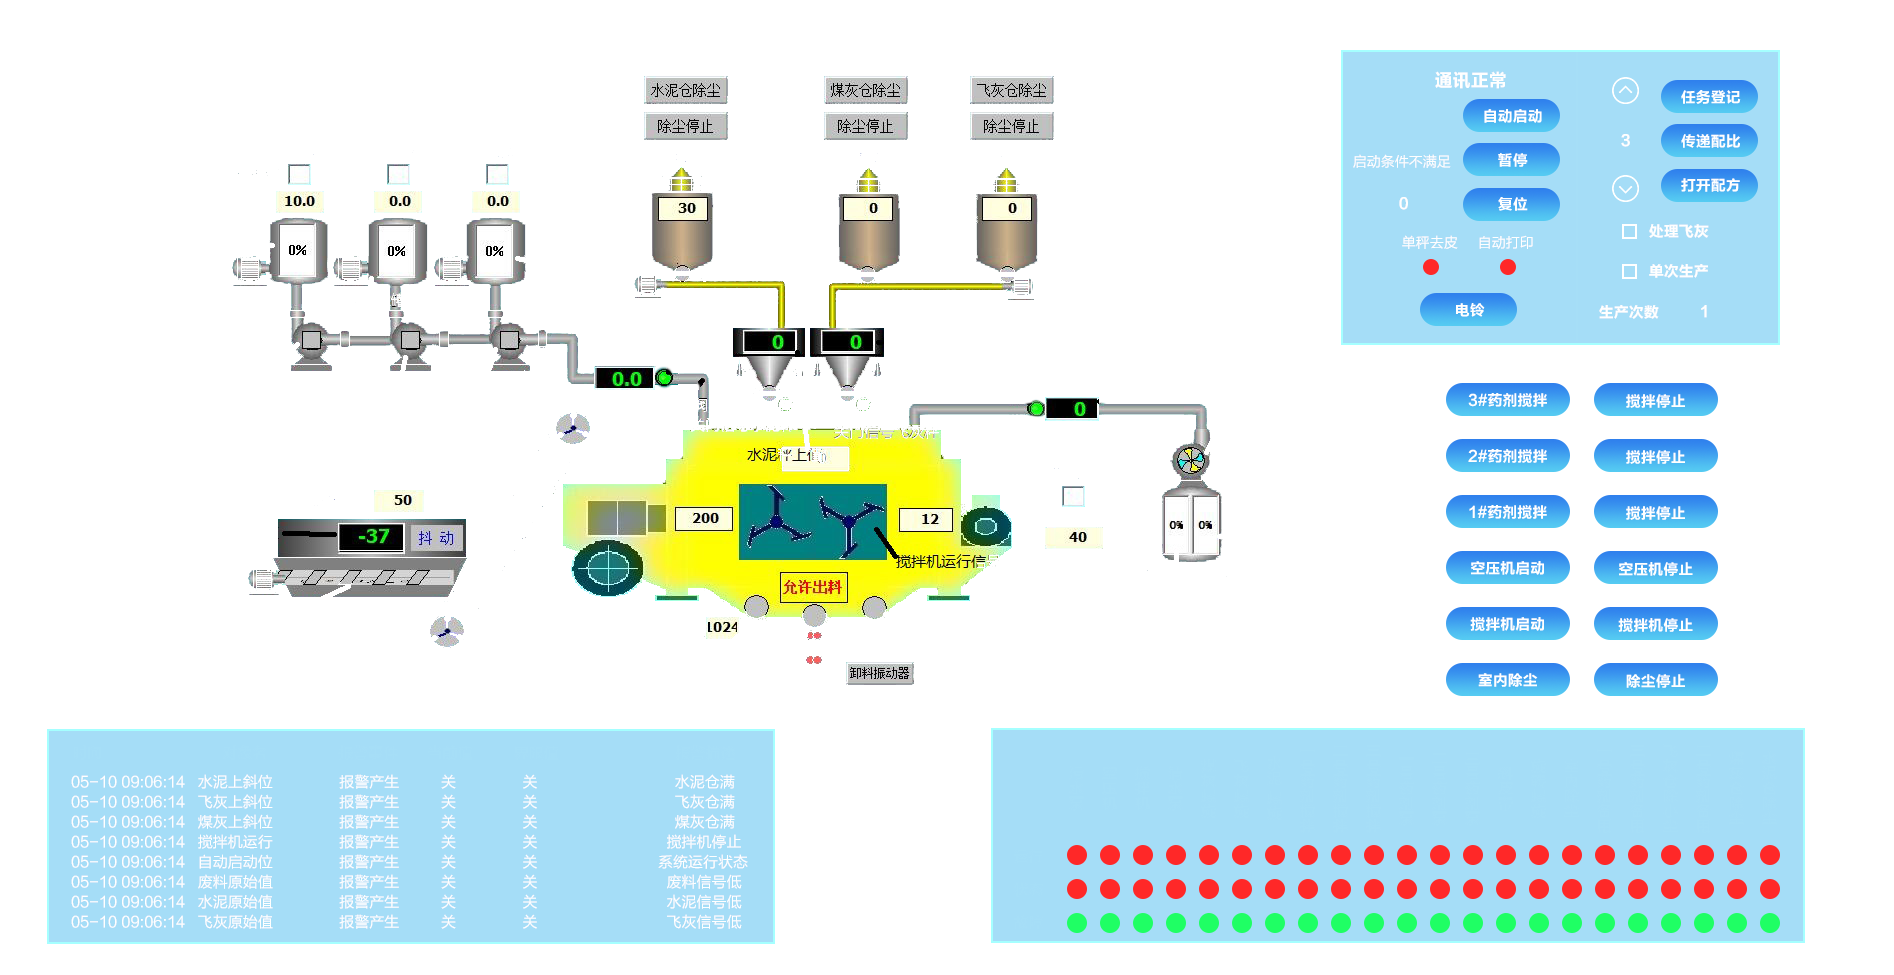 水泥仓除尘
煤灰仓除尘
飞灰仓除尘
除尘停止
除尘停止
除尘停止
10.0
0.0
0.0
0%
0%
0%
30
0
0
0
0
0.0
0
水泥
上
200
12
搅拌机运行信
允许出料
1024
卸料振动器
50
-37
抖 动
40
0%
0%
通讯正常
自动启动
启动条件不满足
暂停
0
复位
单秤去皮
自动打印
电铃
3
任务登记
传递配比
打开配方
处理飞灰
单次生产
生产次数
1
3#药剂搅拌
搅拌停止
2#药剂搅拌
搅拌停止
1#药剂搅拌
搅拌停止
空压机启动
空压机停止
搅拌机启动
搅拌机停止
室内除尘
除尘停止
05-10 09:06:14 水泥上斜位 报警产生 关 关 水泥仓满
05-10 09:06:14 飞灰上斜位 报警产生 关 关 飞灰仓满
05-10 09:06:14 煤灰上斜位 报警产生 关 关 煤灰仓满
05-10 09:06:14 搅拌机运行 报警产生 关 关 搅拌机停止
05-10 09:06:14 自动启动位 报警产生 关 关 系统运行状态
05-10 09:06:14 废料原始值 报警产生 关 关 废料信号低
05-10 09:06:14 水泥原始值 报警产生 关 关 水泥信号低
05-10 09:06:14 飞灰原始值 报警产生 关 关 飞灰信号低